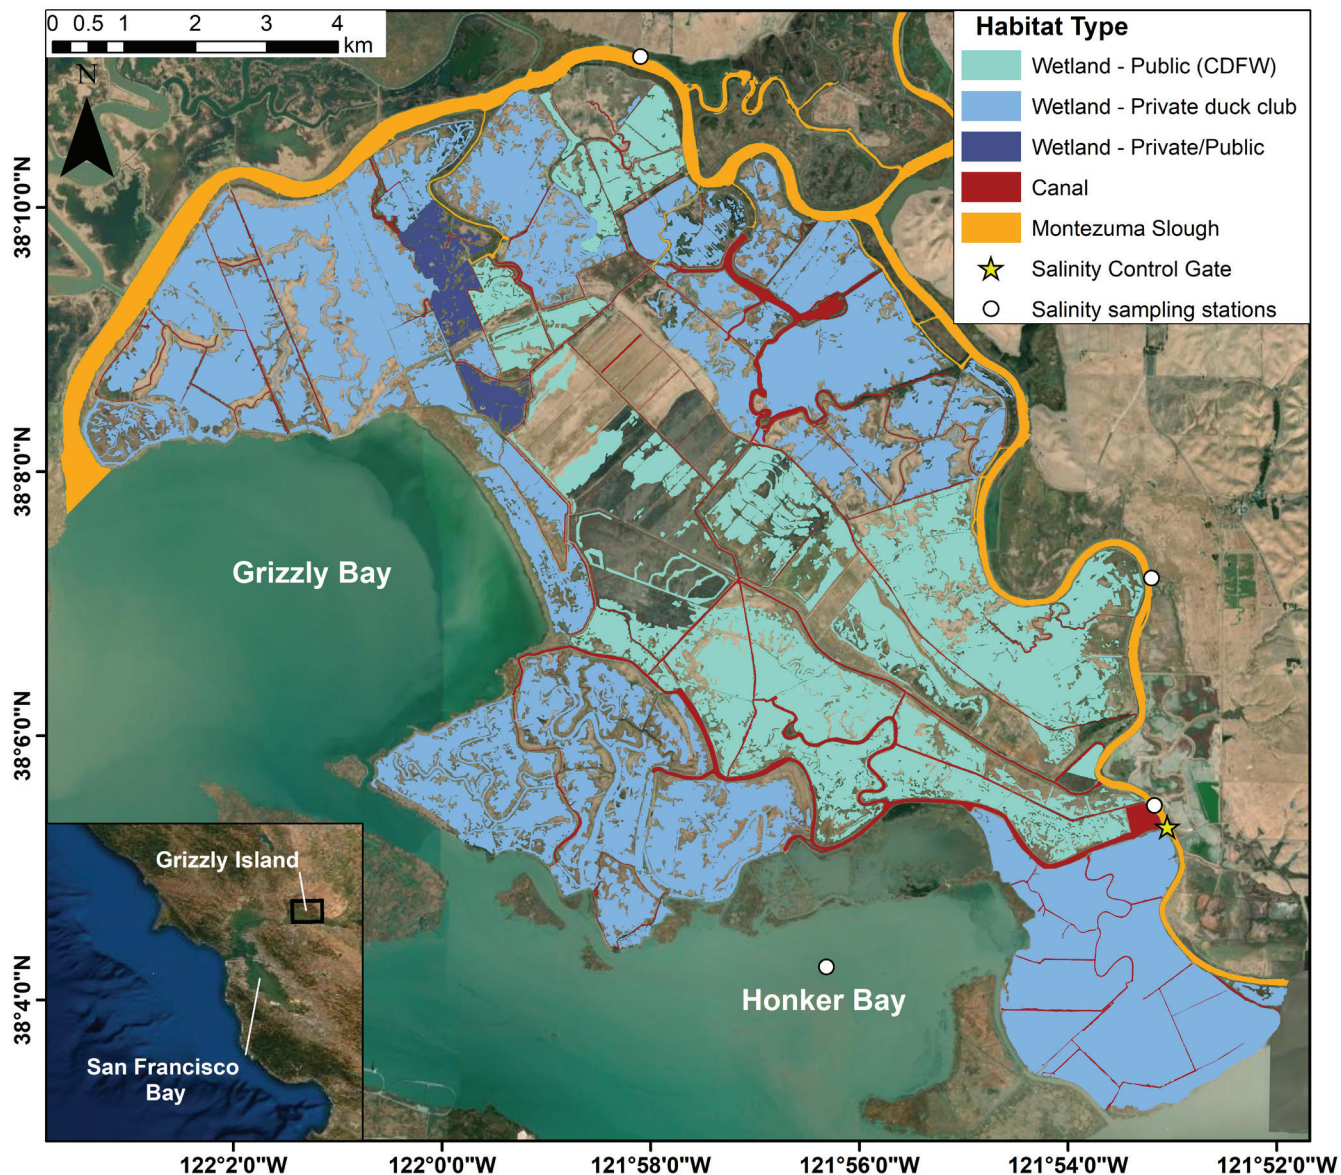 0 0.5 1 2 3 4
km
N
Habitat Type
Wetland - Public (CDFW)
Wetland - Private duck club
Wetland - Private/Public
Canal
Montezuma Slough
Salinity Control Gate
Salinity sampling stations
38°10'0"N
38°8'0"N
38°6'0"N
38°4'0"N
Grizzly Bay
Honker Bay
Grizzly Island
San Francisco
Bay
122°2'0"W 122°0'0"W 121°58'0"W 121°56'0"W 121°54'0"W 121°52'0"W